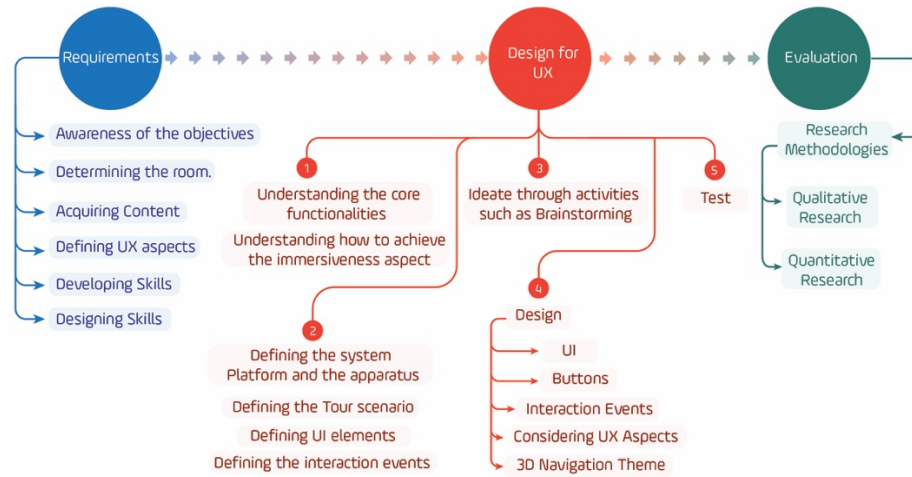 Requirements
Design for
UX
Evaluation
Awareness of the objectives
Determining the room.
Acquiring Content
Defining UX aspects
Developing Skills
Designing Skills
1
Understanding the core
functionalities
Understanding how to achieve
the immersiveness aspect
2
Defining the system
Platform and the apparatus
Defining the Tour scenario
Defining UI elements
Defining the interaction events
3
Ideate through activities
such as Brainstorming
4
Design
UI
Buttons
Interaction Events
Considering UX Aspects
3D Navigation Theme
5
Test
Research
Methodologies
Qualitative
Research
Quantitative
Research